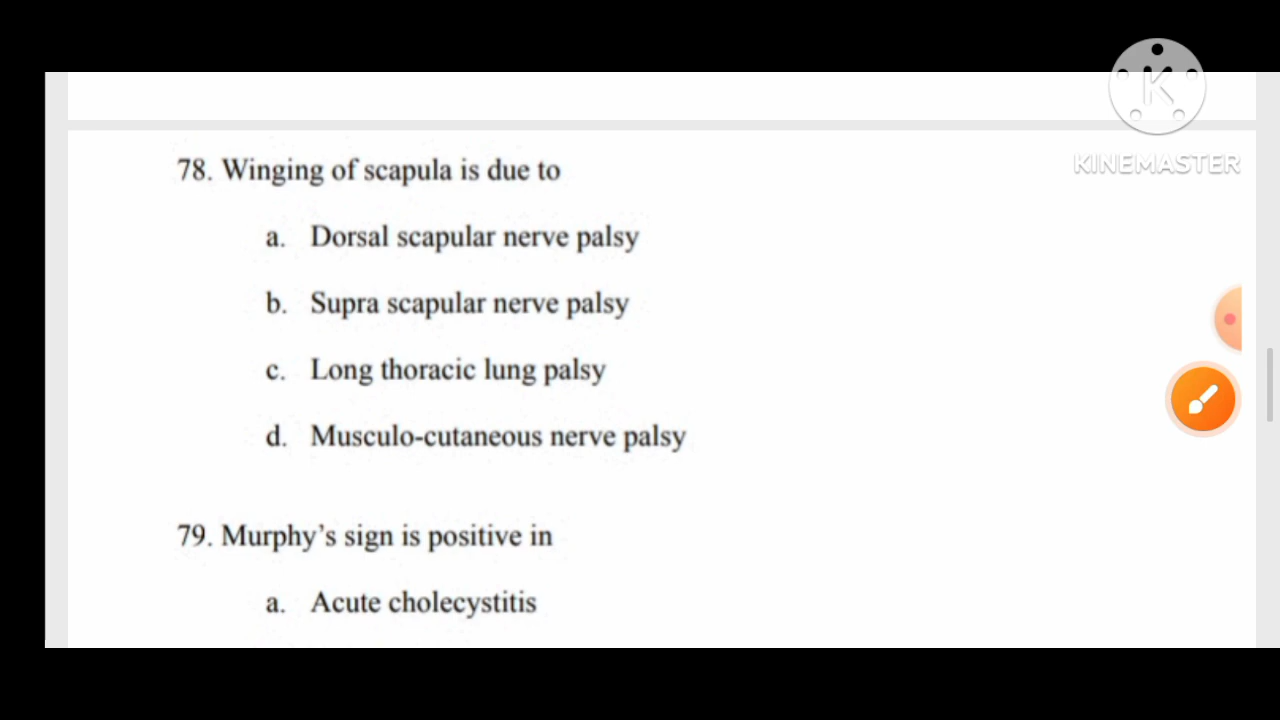 K
KINEMASTER
78. Winging of scapula is due to
a. Dorsal scapular nerve palsy
b. Supra scapular nerve palsy
c. Long thoracic lung palsy
d. Musculo-cutaneous nerve palsy
79. Murphy’s sign is positive in
a. Acute cholecystitis